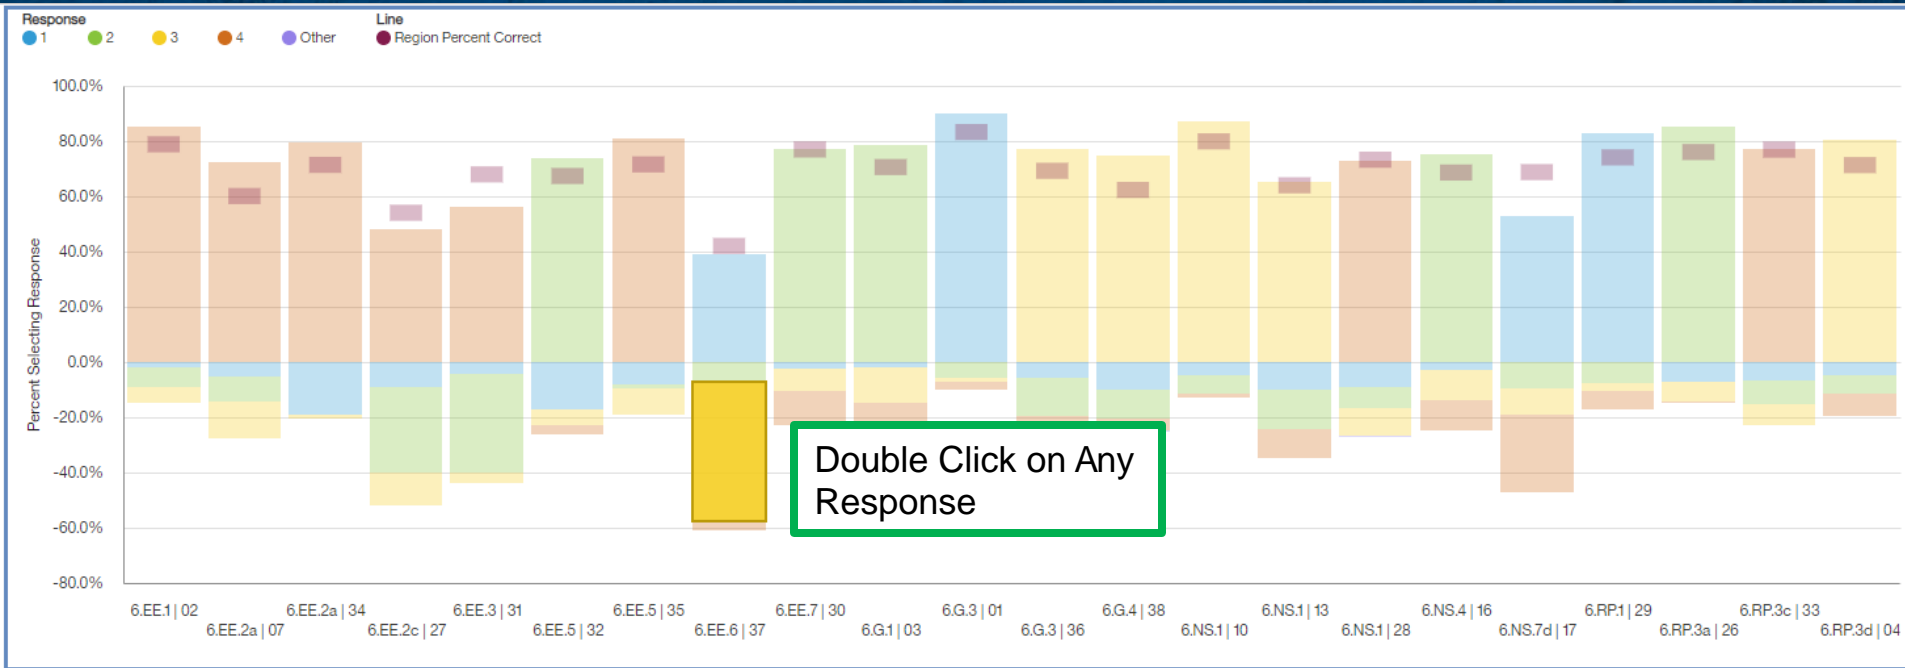 Response
Line
1
2
3
4
Other
Region Percent Correct
100.0%
80.0%
60.0%
40.0%
20.0%
0.0%
-20.0%
-40.0%
-60.0%
-80.0%
Percent Selecting Response
Double Click on Any
Response
6.EE.1 | 02
6.EE.2a | 07
6.EE.2a | 34
6.EE.2c | 27
6.EE.3 | 31
6.EE.5 | 32
6.EE.5 | 35
6.EE.6 | 37
6.EE.7 | 30
6.G.1 | 03
6.G.3 | 01
6.G.3 | 36
6.G.4 | 38
6.NS.1 | 10
6.NS.1 | 13
6.NS.1 | 28
6.NS.4 | 16
6.NS.7d | 17
6.RP.1 | 29
6.RP.3a | 26
6.RP.3c | 33
6.RP.3d | 04